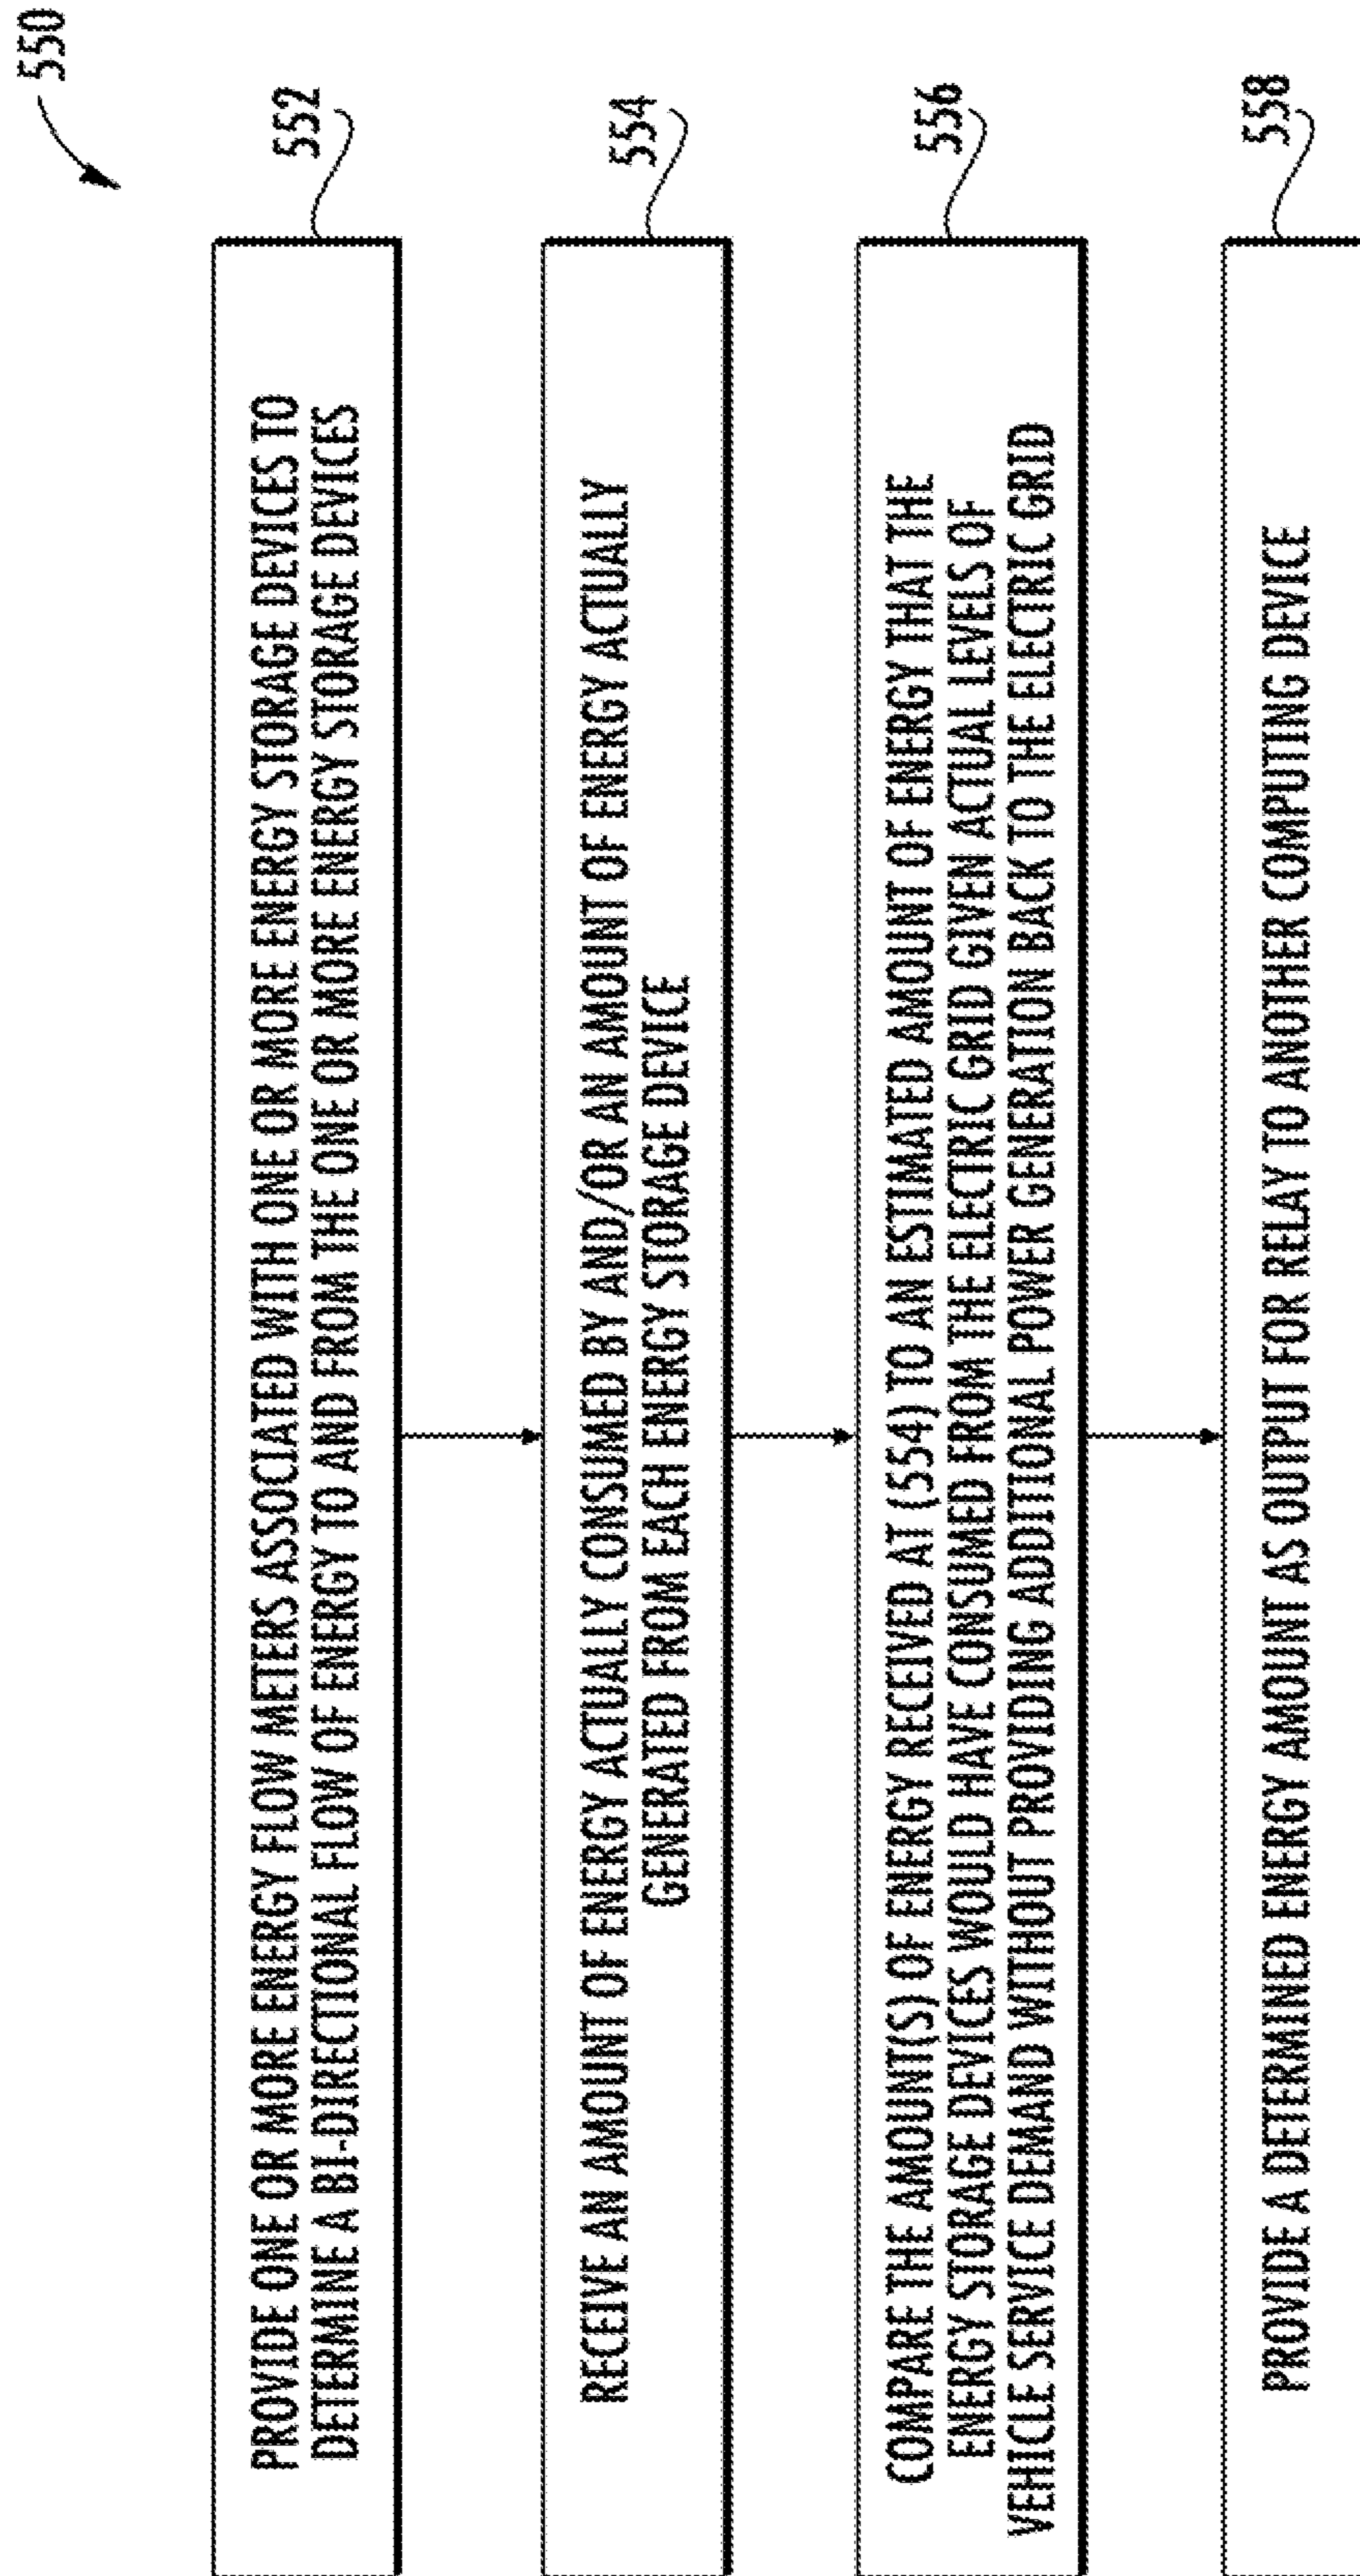 550
552
PROVIDE ONE OR MORE ENERGY FLOW METERS ASSOCIATED WITH ONE OR MORE ENERGY STORAGE DEVICES TO
DETERMINE A BI-DIRECTIONAL FLOW OF ENERGY TO AND FROM THE ONE OR MORE ENERGY STORAGE DEVICES
554
RECEIVE AN AMOUNT OF ENERGY ACTUALLY CONSUMED BY AND/OR AN AMOUNT OF ENERGY ACTUALLY
GENERATED FROM EACH ENERGY STORAGE DEVICE
556
COMPARE THE AMOUNT(S) OF ENERGY RECEIVED AT (554) TO AN ESTIMATED AMOUNT OF ENERGY THAT THE
ENERGY STORAGE DEVICES WOULD HAVE CONSUMED FROM THE ELECTRIC GRID GIVEN ACTUAL LEVELS OF
VEHICLE SERVICE DEMAND WITHOUT PROVIDING ADDITIONAL POWER GENERATION BACK TO THE ELECTRIC GRID
558
PROVIDE A DETERMINED ENERGY AMOUNT AS OUTPUT FOR RELAY TO ANOTHER COMPUTING DEVICE